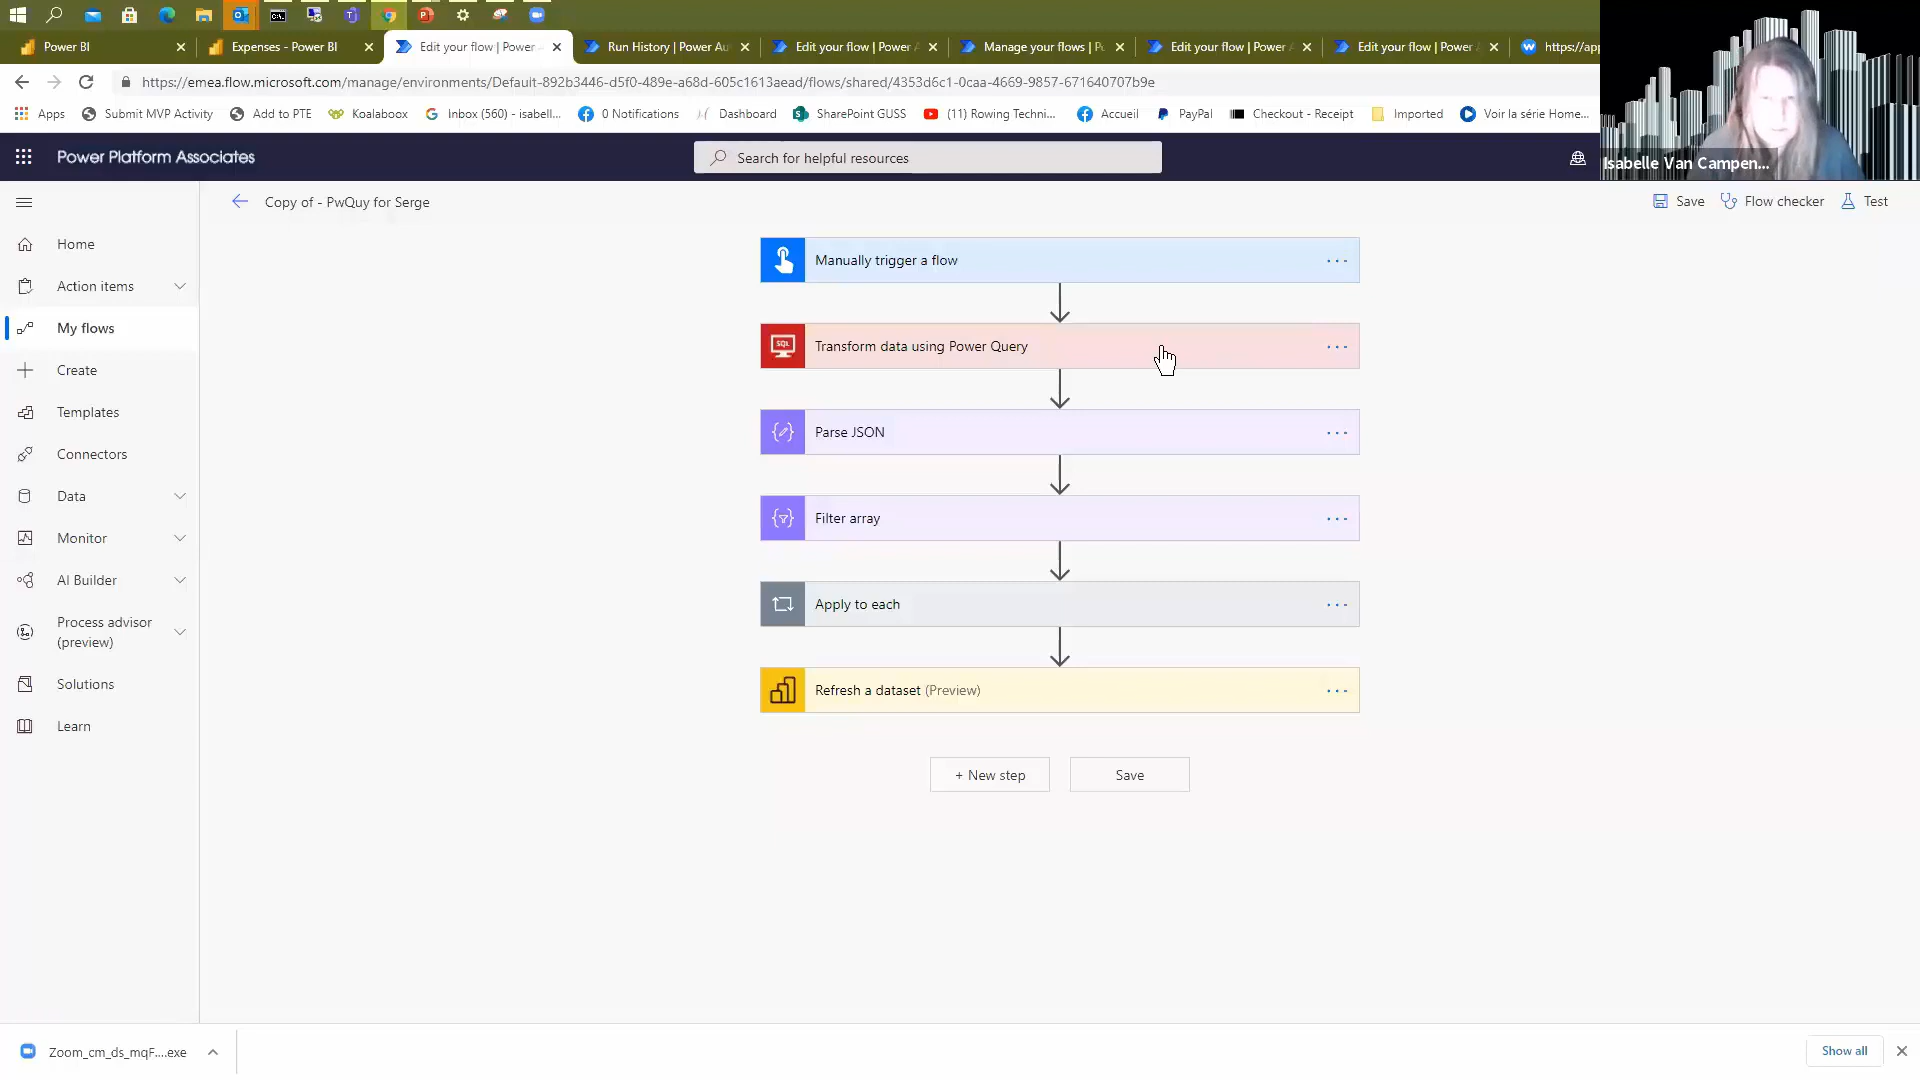 Power BI
Expenses - Power BI
Edit your flow | Power
Run History | Power Au
Edit your flow | Power A
Manage your flows | P
Edit your flow | Power
Edit your flow | Power
https://app
https://emea.flow.microsoft.com/manage/environments/Default-892b3446-d5f0-489e-a68d-605c1613aead/flows/shared/4353d6c1-0caa-4669-9857-671640707b9e
Apps
Submit MVP Activity
Add to PTE
Koalaboox
Inbox (560) - isabell...
0 Notifications
Dashboard
SharePoint GUSS
(11) Rowing Techni...
Accueil
PayPal
Checkout - Receipt
Imported
Voir la série Home...
Power Platform Associates
Search for helpful resources
Isabelle Van Campen...
Copy of - PwQuy for Serge
Save
Flow checker
Test
Home
Action items
My flows
Create
Templates
Connectors
Data
Monitor
AI Builder
Process advisor
(preview)
Solutions
Learn
Manually trigger a flow
SQL
Transform data using Power Query
Parse JSON
Filter array
Apply to each
Refresh a dataset (Preview)
+ New step
Save
Zoom_cm_ds_mqF....exe
Show all